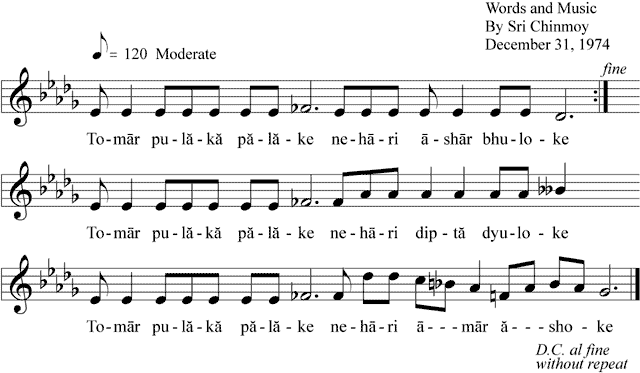 Words and Music
By Sri Chinmoy
December 31, 1974
= 120 Moderate
fine
To-mār pu-lă-kă pă-lă-ke ne-hā-ri ā-shār bhu-lo-ke
To-mār pu-lă-kă pă-lă-ke ne-hā-ri dip-tă dyu-lo-ke
To-mār pu-lă-kă pă-lă-ke ne-hā-ri ā---mār ă---sho-ke
D.C. al fine
without repeat